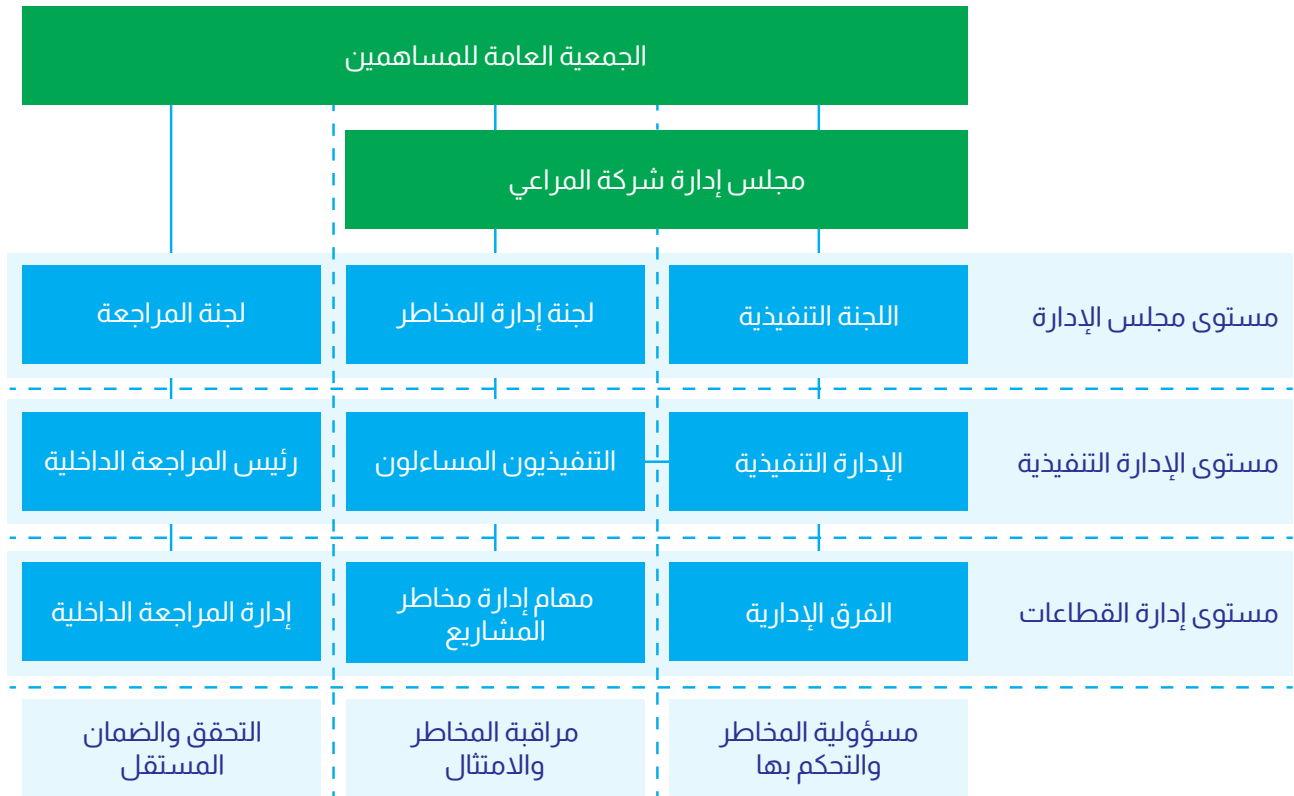 الجمعية العامة للمساهمين
مجلس إدارة شركة المراعي
مستوى مجلس الإدارة
اللجنة التنفيذية
لجنة إدارة المخاطر
لجنة المراجعة
مستوى الإدارة التنفيذية
الإدارة التنفيذية
التنفيذيون المساءلون
رئيس المراجعة الداخلية
مستوى إدارة القطاعات
الفرق الإدارية
مهام إدارة مخاطر
المشاريع
إدارة المراجعة الداخلية
مسؤولية المخاطر
والتحكم بها
مراقبة المخاطر
والامتثال
التحقق والضمان
المستقل